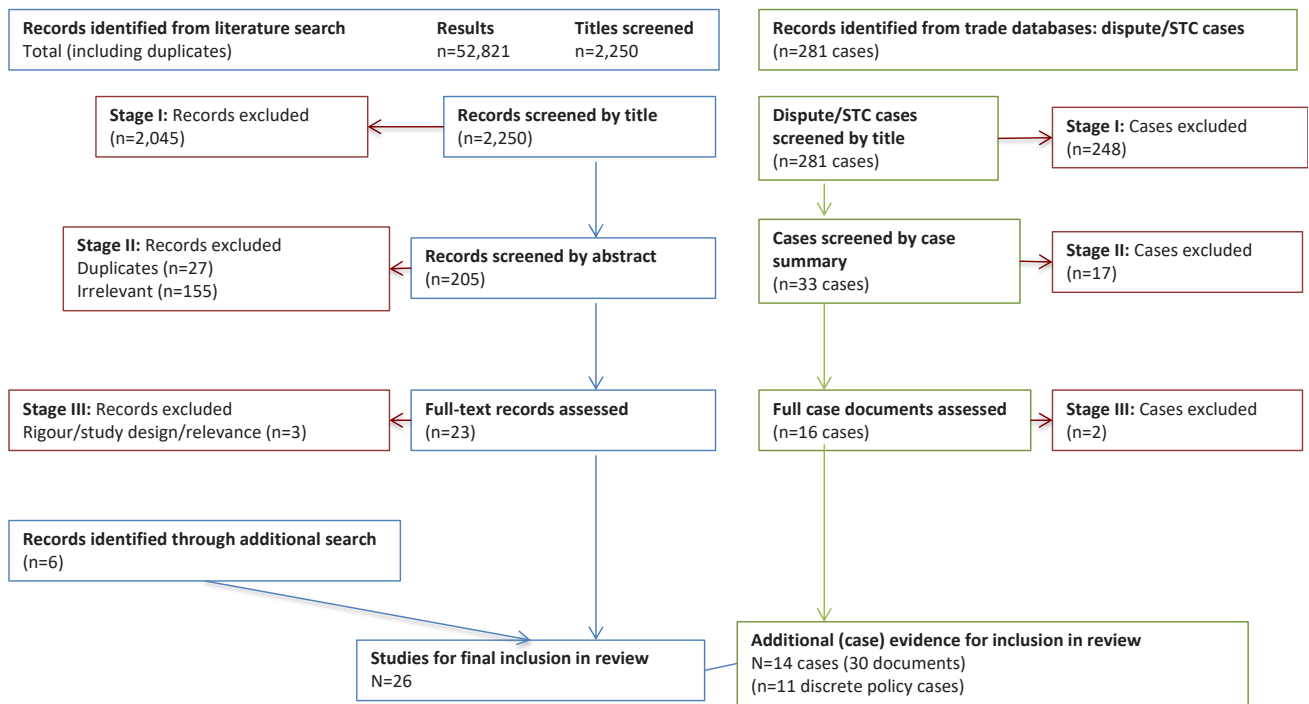 Records identified from literature search Results Titles screened
Total (including duplicates) n=52,821 n=2,250
Records identified from trade databases: dispute/STC cases
(n=281 cases)
Stage I: Records excluded
(n=2,045)
Records screened by title
(n=2,250)
Dispute/STC cases
screened by title
(n=281 cases)
Stage I: Cases excluded
(n=248)
Stage II: Records excluded
Duplicates (n=27)
Irrelevant (n=155)
Records screened by abstract
(n=205)
Cases screened by case
summary
(n=33 cases)
Stage II: Cases excluded
(n=17)
Stage III: Records excluded
Rigour/study design/relevance (n=3)
Full-text records assessed
(n=23)
Full case documents assessed
(n=16 cases)
Stage III: Cases excluded
(n=2)
Records identified through additional search
(n=6)
Studies for final inclusion in review
N=26
Additional (case) evidence for inclusion in review
N=14 cases (30 documents)
(n=11 discrete policy cases)